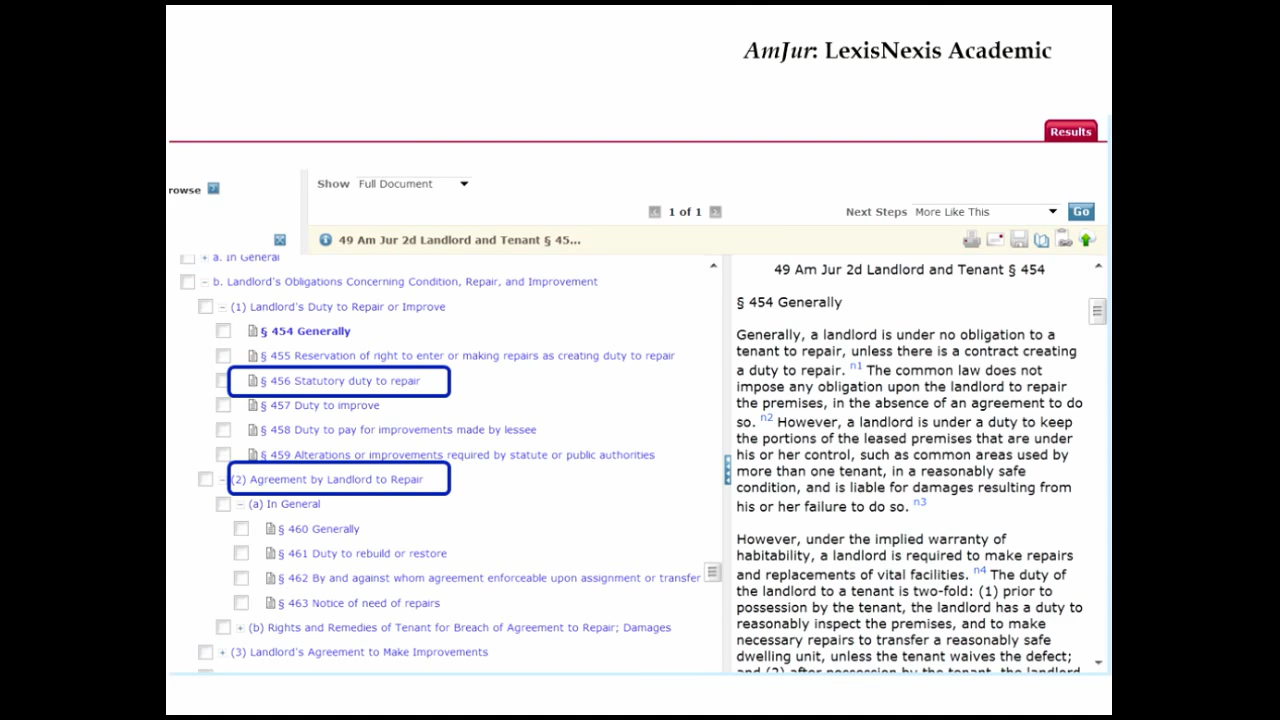 AmJur: LexisNexis Academic
Results
rowse
Show Full Document
1 of 1
Next Steps More Like This Go
49 Am Jur 2d Landlord and Tenant § 45...
a. In General
b. Landlord's Obligations Concerning Condition, Repair, and Improvement
(1) Landlord's Duty to Repair or Improve
§ 454 Generally
§ 455 Reservation of right to enter or making repairs as creating duty to repair
§ 456 Statutory duty to repair
§ 457 Duty to improve
§ 458 Duty to pay for improvements made by lessee
§ 459 Alterations or improvements required by statute or public authorities
(2) Agreement by Landlord to Repair
(a) In General
§ 460 Generally
§ 461 Duty to rebuild or restore
§ 462 By and against whom agreement enforceable upon assignment or transfer
§ 463 Notice of need of repairs
(b) Rights and Remedies of Tenant for Breach of Agreement to Repair; Damages
(3) Landlord's Agreement to Make Improvements
49 Am Jur 2d Landlord and Tenant § 454
§ 454 Generally
Generally, a landlord is under no obligation to a
tenant to repair, unless there is a contract creating
a duty to repair. n1 The common law does not
impose any obligation upon the landlord to repair
the premises, in the absence of an agreement to do
so. n2 However, a landlord is under a duty to keep
the portions of the leased premises that are under
his or her control, such as common areas used by
more than one tenant, in a reasonably safe
condition, and is liable for damages resulting from
his or her failure to do so. n3
However, under the implied warranty of
habitability, a landlord is required to make repairs
and replacements of vital facilities. n4 The duty of
the landlord to a tenant is two-fold: (1) prior to
possession by the tenant, the landlord has a duty to
reasonably inspect the premises, and to make
necessary repairs to transfer a reasonably safe
dwelling unit, unless the tenant waives the defect;
and (2) after possession by the tenant, the landlord